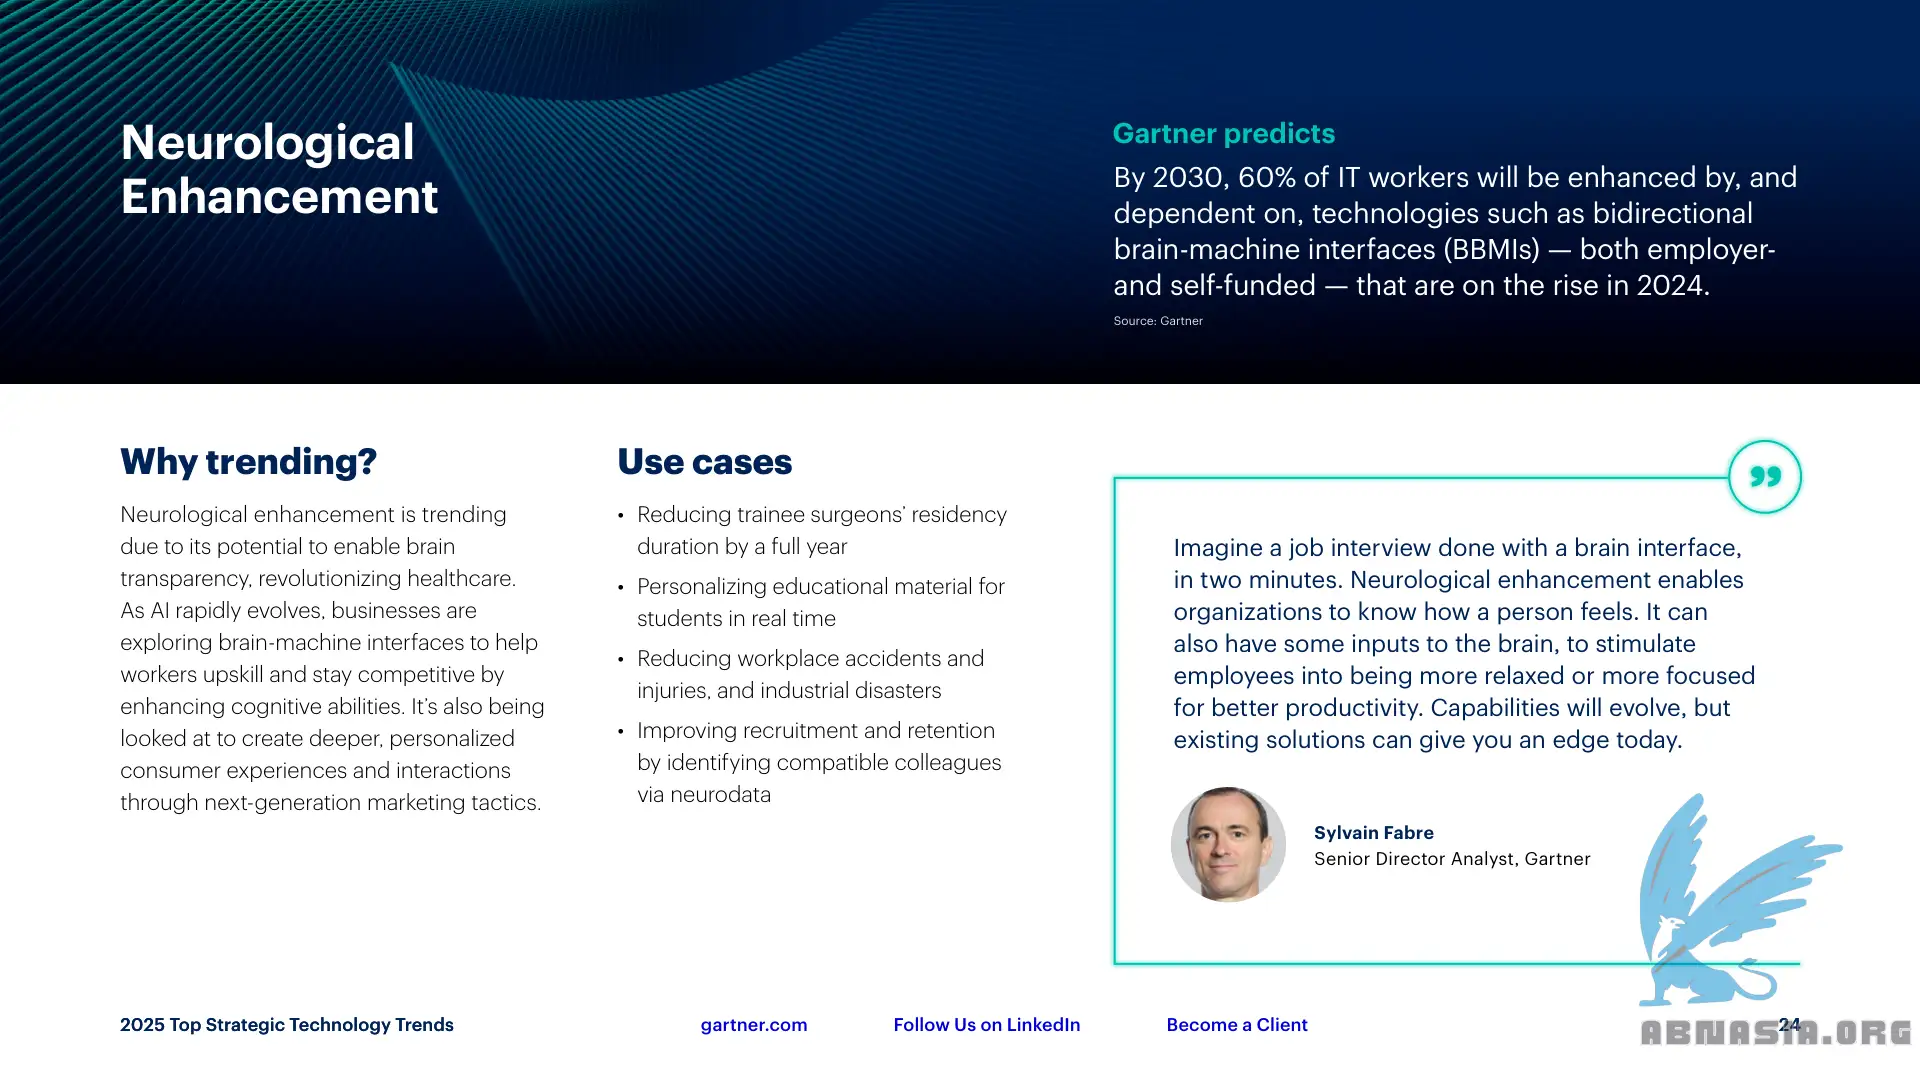 Neurological
Enhancement
Gartner predicts
By 2030, 60% of IT workers will be enhanced by, and
dependent on, technologies such as bidirectional
brain-machine interfaces (BBMIs) — both employer-
and self-funded — that are on the rise in 2024.
Source: Gartner
Why trending?
Neurological enhancement is trending
due to its potential to enable brain
transparency, revolutionizing healthcare.
As AI rapidly evolves, businesses are
exploring brain-machine interfaces to help
workers upskill and stay competitive by
enhancing cognitive abilities. It’s also being
looked at to create deeper, personalized
consumer experiences and interactions
through next-generation marketing tactics.
Use cases
• Reducing trainee surgeons’ residency
duration by a full year
• Personalizing educational material for
students in real time
• Reducing workplace accidents and
injuries, and industrial disasters
• Improving recruitment and retention
by identifying compatible colleagues
via neurodata
”
Imagine a job interview done with a brain interface,
in two minutes. Neurological enhancement enables
organizations to know how a person feels. It can
also have some inputs to the brain, to stimulate
employees into being more relaxed or more focused
for better productivity. Capabilities will evolve, but
existing solutions can give you an edge today.
Sylvain Fabre
Senior Director Analyst, Gartner
2025 Top Strategic Technology Trends
gartner.com
Follow Us on LinkedIn
Become a Client
24
ABNASIA.ORG